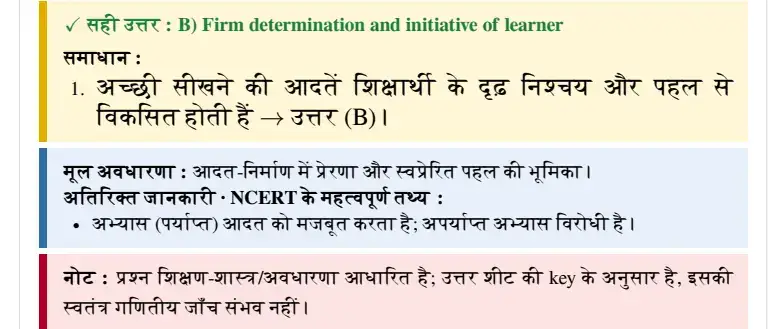 ✓ सही उत्तर : B) Firm determination and initiative of learner
समाधान :
1. अच्छी सीखने की आदतें शिक्षार्थी के दृढ़ निश्चय और पहल से
विकसित होती हैं → उत्तर (B)।
मूल अवधारणा : आदत-निर्माण में प्रेरणा और स्वप्रेरित पहल की भूमिका।
अतिरिक्त जानकारी · NCERT के महत्वपूर्ण तथ्य :
• अभ्यास (पर्याप्त) आदत को मजबूत करता है; अपर्याप्त अभ्यास विरोधी है।
नोट : प्रश्न शिक्षण-शास्त्र/अवधारणा आधारित है; उत्तर शीट की key के अनुसार है, इसकी
स्वतंत्र गणितीय जाँच संभव नहीं।